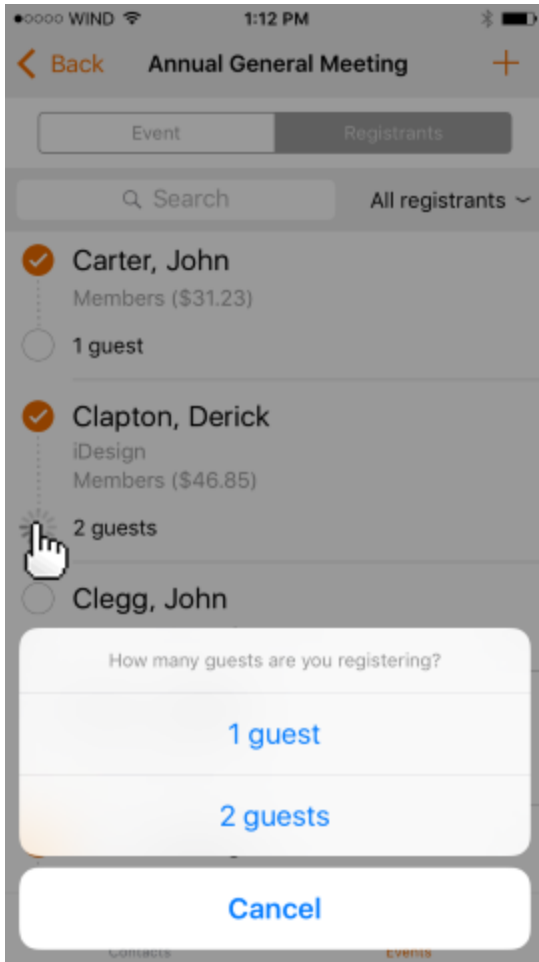 WIND 1:12 PM
Back Annual General Meeting
Event Registrants
Search All registrants
Carter, John
Members ($31.23)
1 guest
Clapton, Derick
iDesign
Members ($46.85)
2 guests
Clegg, John
How many guests are you registering?
1 guest
2 guests
Cancel
Contacts Events